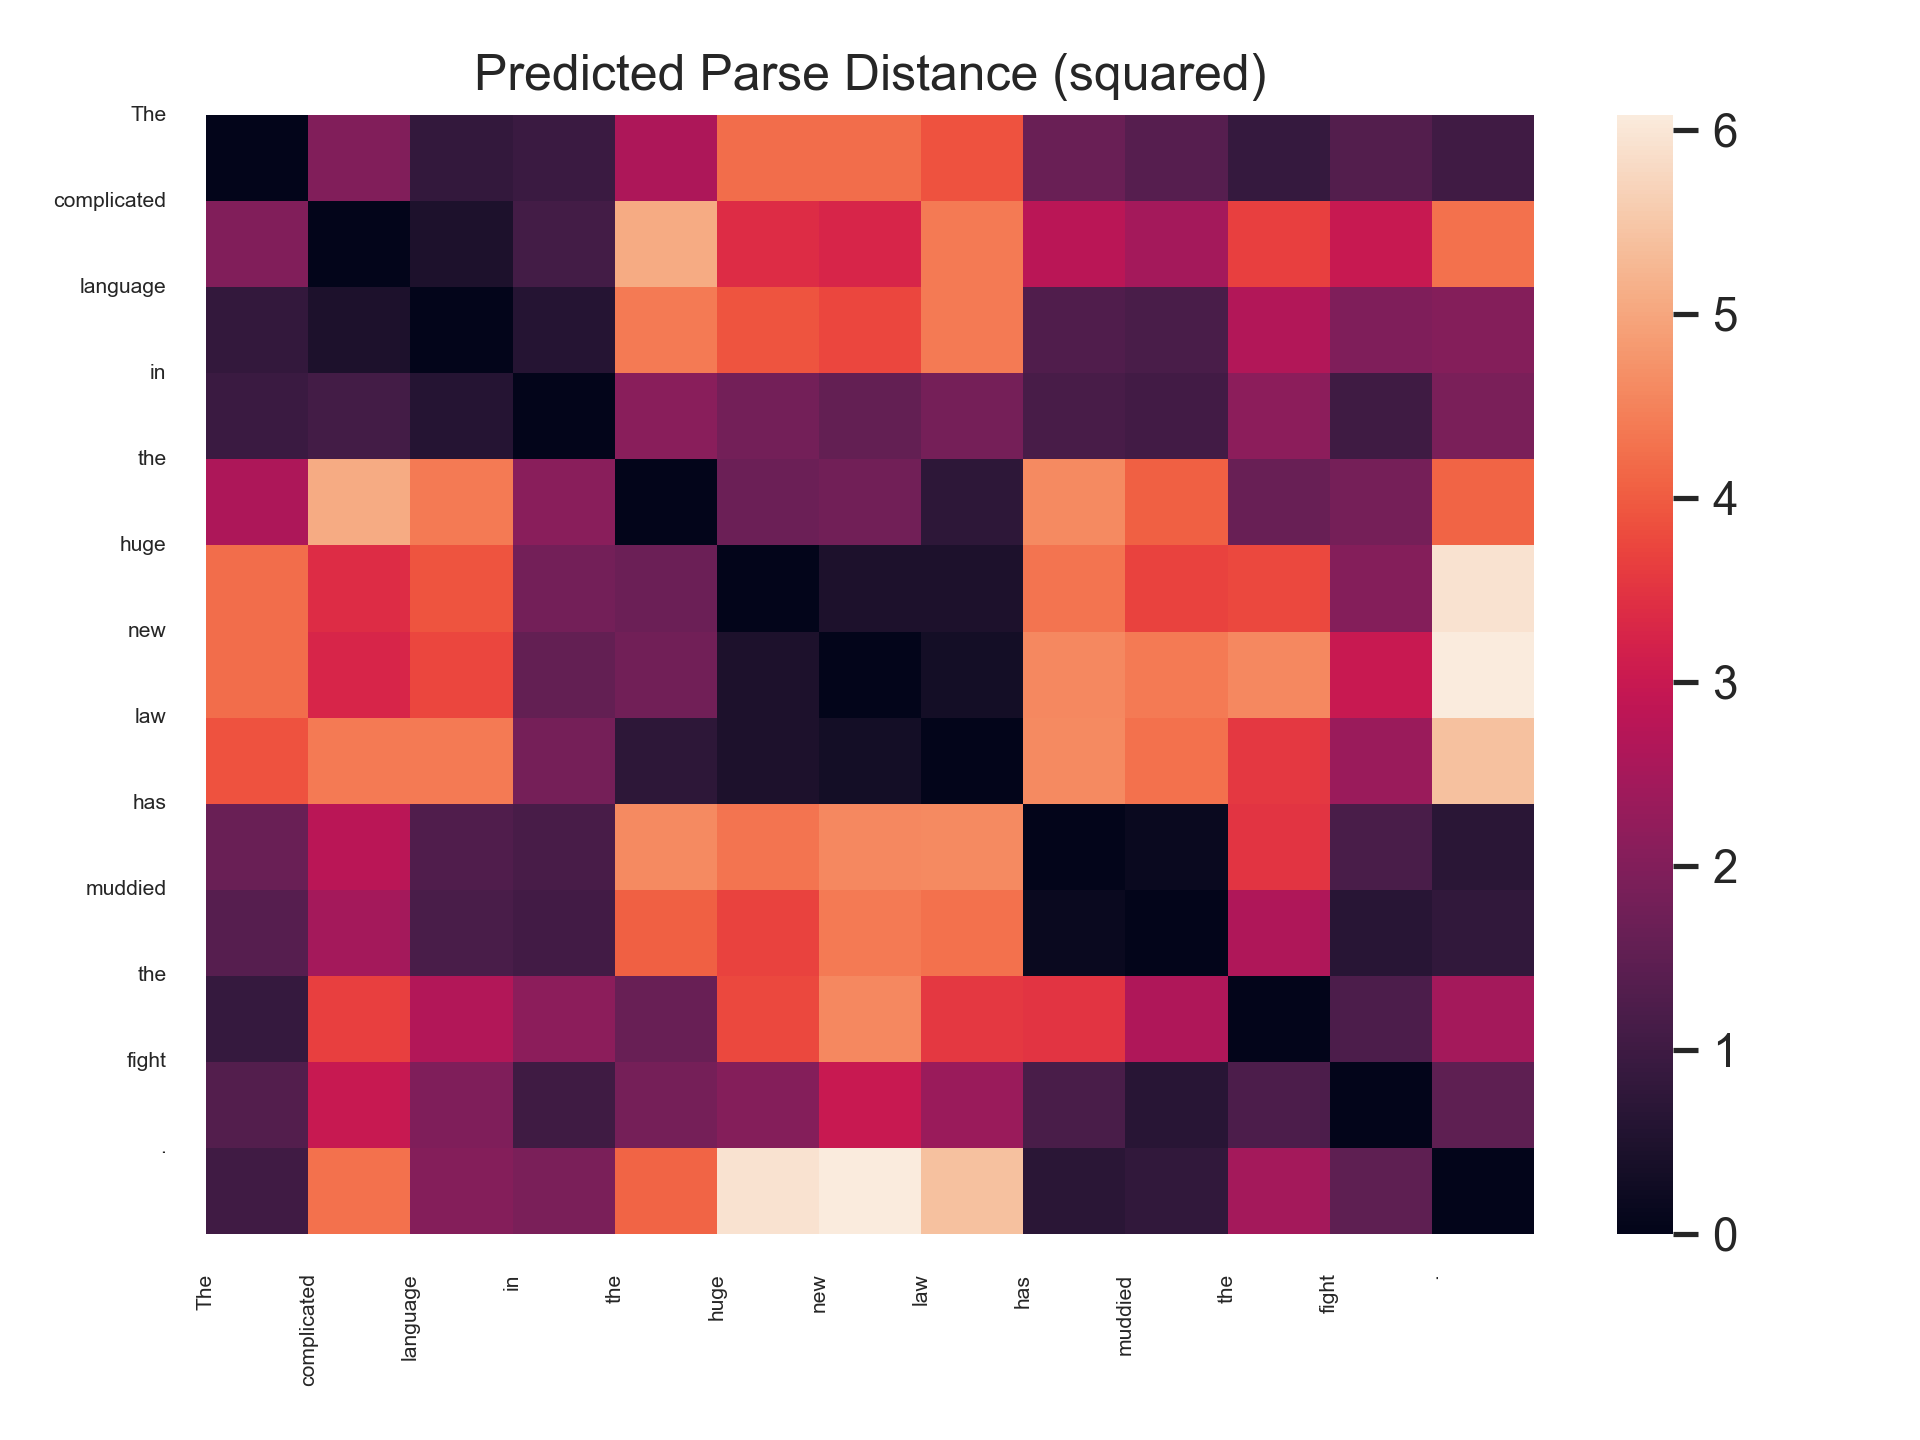 Predicted Parse Distance (squared)
The
complicated
language
in
the
huge
new
law
has
muddied
the
fight
.
The
complicated
language
in
the
huge
new
law
has
muddied
the
fight
.
6
5
4
3
2
1
0